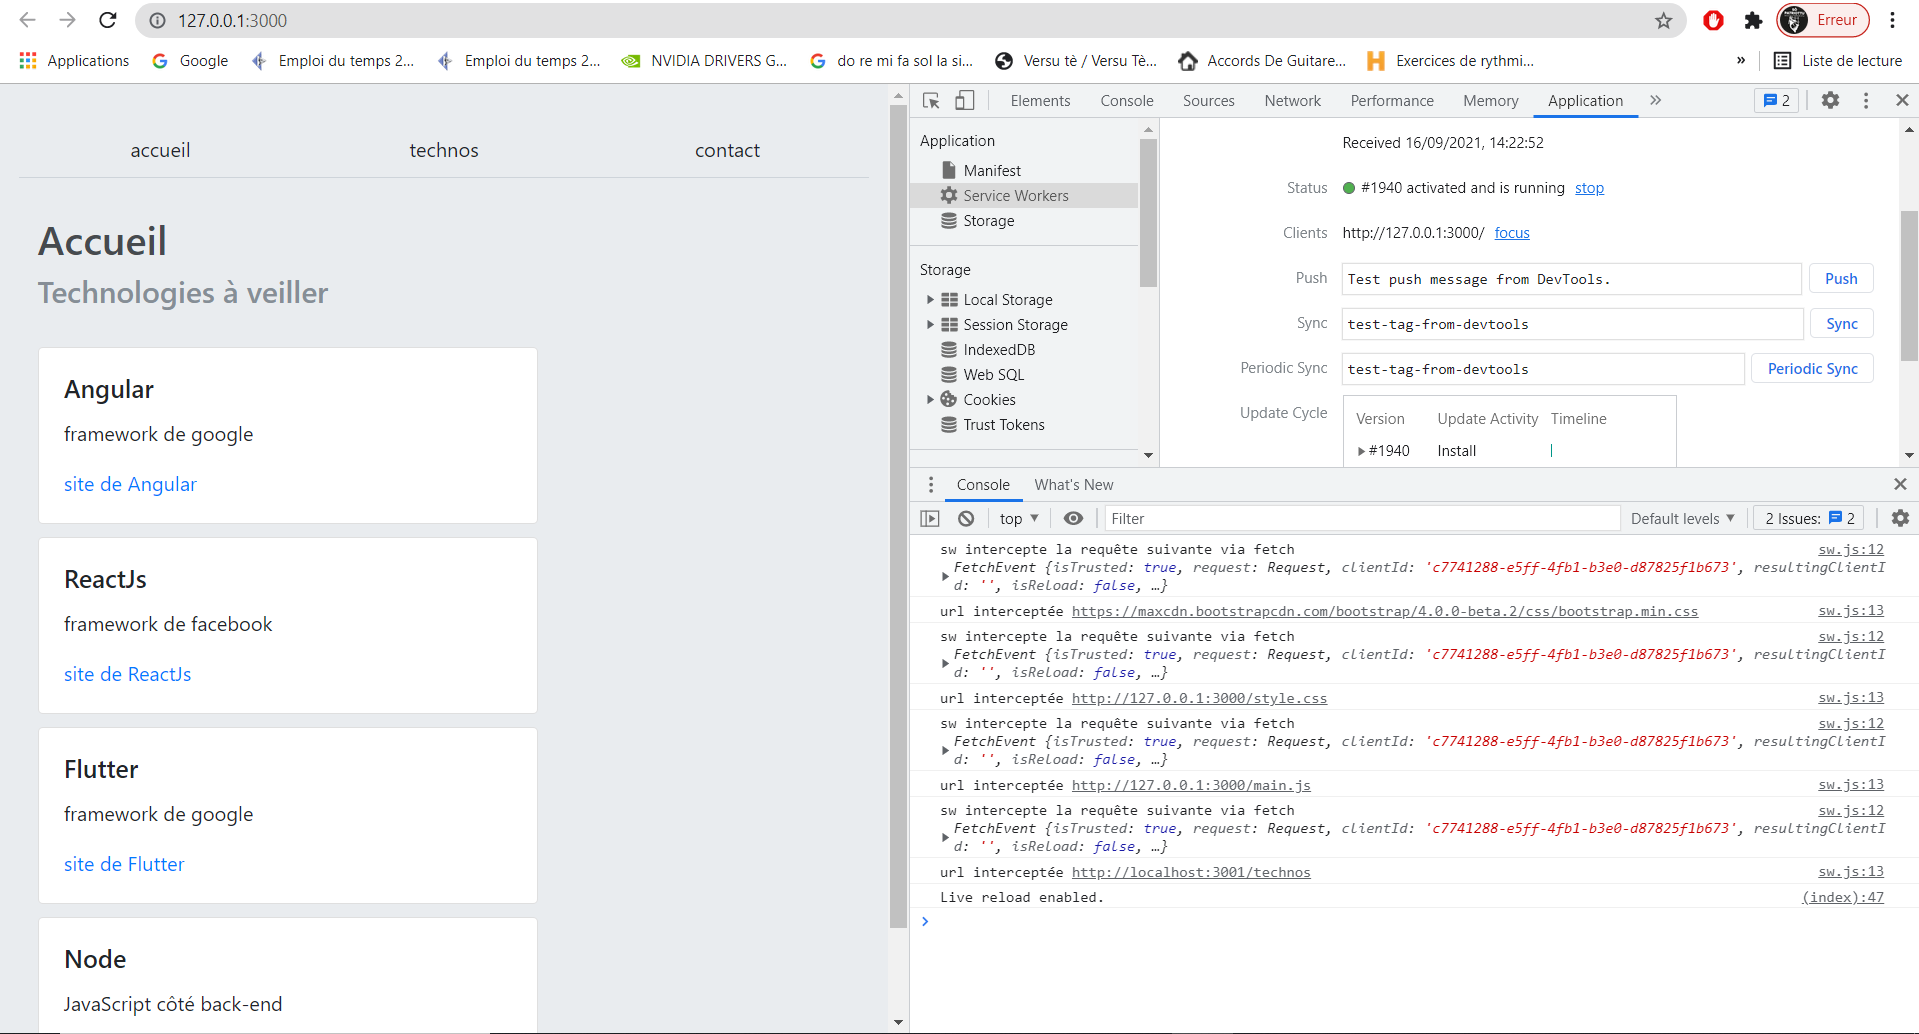 127.0.0.1:3000
Erreur
Applications
Google
Emploi du temps 2...
Emploi du temps 2...
NVIDIA DRIVERS G...
do re mi fa sol la si...
Versu tè / Versu Tè...
Accords De Guitare...
Exercices de rythmi...
»
Liste de lecture
accueil
technos
contact
Accueil
Technologies à veiller
Angular
framework de google
site de Angular
ReactJs
framework de facebook
site de ReactJs
Flutter
framework de google
site de Flutter
Node
JavaScript côté back-end
Elements
Console
Sources
Network
Performance
Memory
Application
2
Application
Manifest
Service Workers
Storage
Storage
Local Storage
Session Storage
IndexedDB
Web SQL
Cookies
Trust Tokens
Received 16/09/2021, 14:22:52
Status #1940 activated and is running stop
Clients http://127.0.0.1:3000/ focus
Push Test push message from DevTools. Push
Sync test-tag-from-devtools Sync
Periodic Sync test-tag-from-devtools Periodic Sync
Update Cycle Version Update Activity Timeline
#1940 Install
Console What's New
top Filter Default levels 2 Issues: 2
sw intercepte la requête suivante via fetch sw.js:12
FetchEvent {isTrusted: true, request: Request, clientId: 'c7741288-e5ff-4fb1-b3e0-d87825f1b673', resultingClientI
d: '', isReload: false, …}
url interceptée https://maxcdn.bootstrapcdn.com/bootstrap/4.0.0-beta.2/css/bootstrap.min.css sw.js:13
sw intercepte la requête suivante via fetch sw.js:12
FetchEvent {isTrusted: true, request: Request, clientId: 'c7741288-e5ff-4fb1-b3e0-d87825f1b673', resultingClientI
d: '', isReload: false, …}
url interceptée http://127.0.0.1:3000/style.css sw.js:13
sw intercepte la requête suivante via fetch sw.js:12
FetchEvent {isTrusted: true, request: Request, clientId: 'c7741288-e5ff-4fb1-b3e0-d87825f1b673', resultingClientI
d: '', isReload: false, …}
url interceptée http://127.0.0.1:3000/main.js sw.js:13
sw intercepte la requête suivante via fetch sw.js:12
FetchEvent {isTrusted: true, request: Request, clientId: 'c7741288-e5ff-4fb1-b3e0-d87825f1b673', resultingClientI
d: '', isReload: false, …}
url interceptée http://localhost:3001/technos sw.js:13
Live reload enabled. (index):47